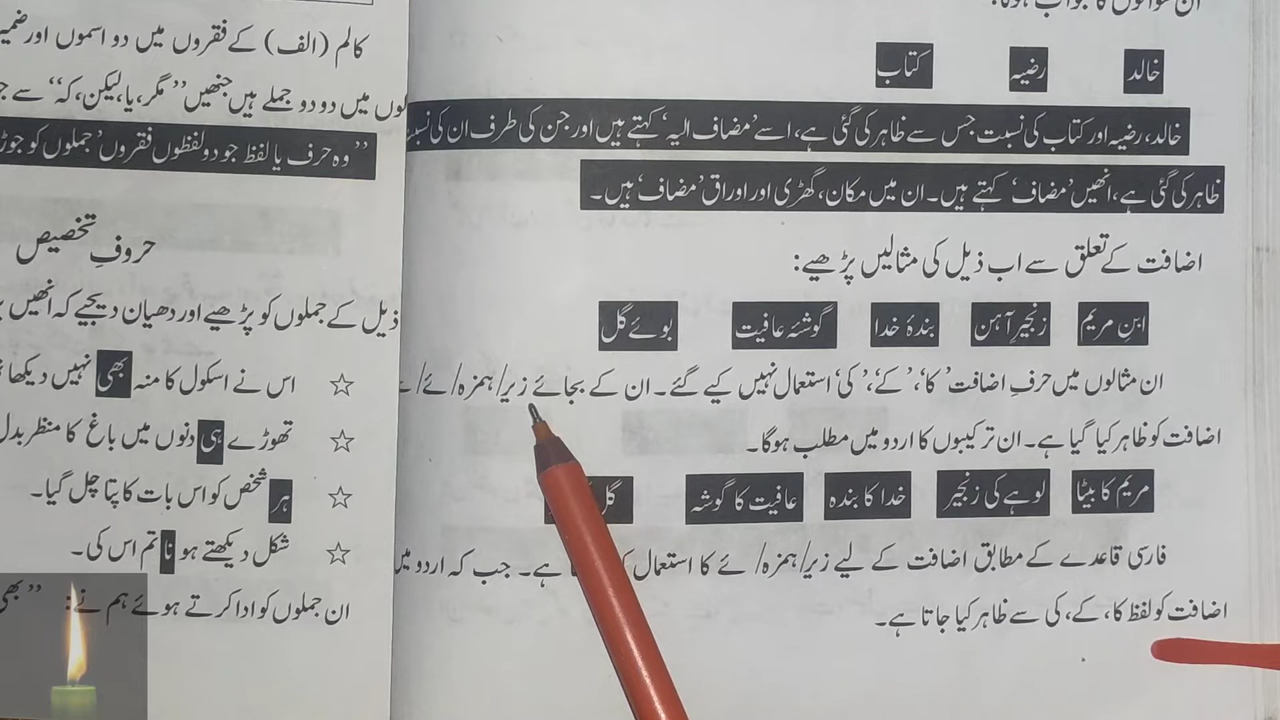 ان سوالوں کا جواب ہوگا:
خالد رضیہ کتاب
خالد، رضیہ اور کتاب کی نسبت جس سے ظاہر کی گئی ہے، اسے ’مضاف الیہ‘ کہتے ہیں اور جن کی طرف ان کی
ظاہر کی گئی ہے، انھیں ’مضاف‘ کہتے ہیں۔ ان میں مکان، گھڑی اور اوراق ’مضاف‘ ہیں۔
اضافت کے تعلق سے اب ذیل کی مثالیں پڑھیے:
ابنِ مریم زنجیرِ آہن بندۂ خدا گوشۂ عافیت بوئے گل
ان مثالوں میں حرفِ اضافت ’کا‘، ’کے‘، ’کی‘ استعمال نہیں کیے گئے۔ ان کے بجائے زیر/ ہمزہ/ ئے/
اضافت کو ظاہر کیا گیا ہے۔ ان ترکیبوں کا اردو میں مطلب ہوگا۔
مریم کا بیٹا لوہے کی زنجیر خدا کا بندہ عافیت کا گوشہ گل
فارسی قاعدے کے مطابق اضافت کے لیے زیر/ ہمزہ/ ئے کا استعمال ہے۔ جب کہ اردو میں
اضافت کو لفظ کا، کے، کی سے ظاہر کیا جاتا ہے۔
کالم (الف) کے فقروں میں دو اسموں اور
میں دو دو جملے ہیں جنھیں ’’مگر، یا، لیکن، کہ‘‘ سے
’’وہ حرف یا لفظ جو دو لفظوں فقروں‘ جملوں کو
حروفِ تخصیص
ذیل کے جملوں کو پڑھیے اور دھیان دیجیے کہ انھیں
☆ اس نے اسکول کا منہ بھی نہیں دیکھا
☆ تھوڑے ہی دنوں میں باغ کا منظر بدل
☆ ہر شخص کو اس بات کا پتا چل گیا۔
☆ شکل دیکھتے ہو نا تم اس کی۔
ان جملوں کو ادا کرتے ہوئے ہم نے: ’’بھی